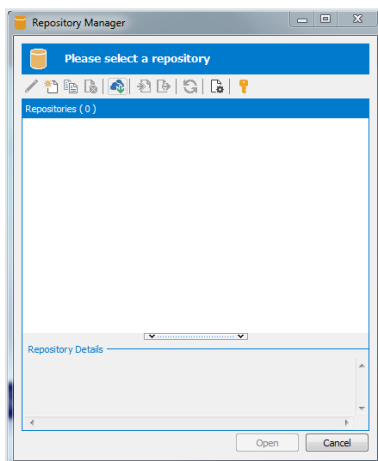 Repository Manager
Please select a repository
Repositories ( 0 )
Repository Details
Open
Cancel